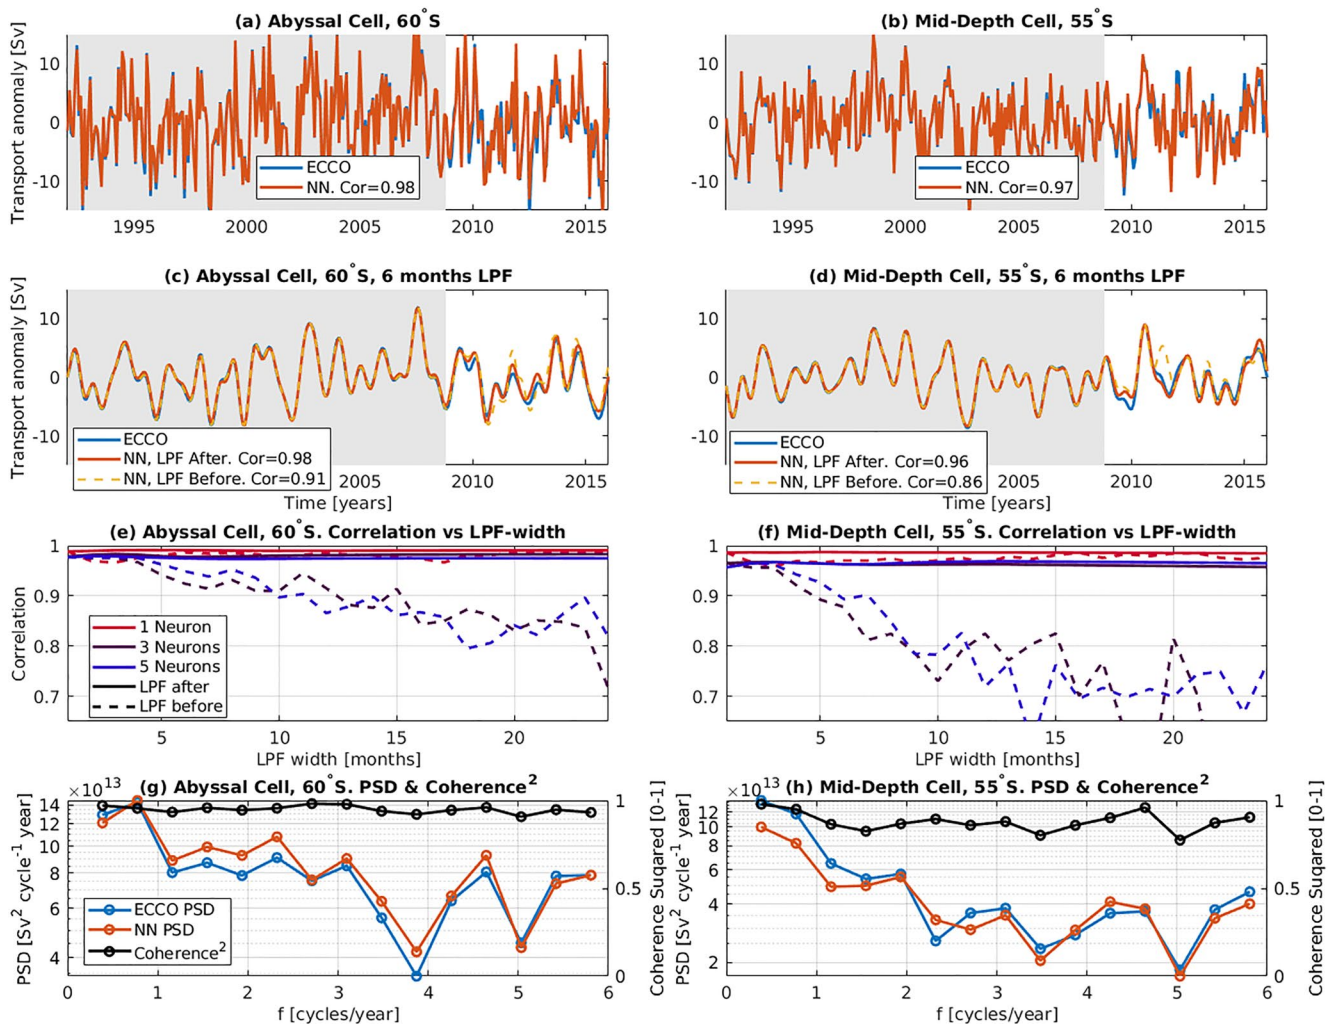 (a) Abyssal Cell, 60°S
Transport anomaly [Sv]
10
0
-10
ECCO
NN. Cor=0.98
1995
2000
2005
2010
2015
(b) Mid-Depth Cell, 55°S
10
0
-10
ECCO
NN. Cor=0.97
1995
2000
2005
2010
2015
(c) Abyssal Cell, 60°S, 6 months LPF
Transport anomaly [Sv]
10
0
-10
ECCO
NN, LPF After. Cor=0.98
NN, LPF Before. Cor=0.91
2005
2010
2015
Time [years]
(d) Mid-Depth Cell, 55°S, 6 months LPF
10
0
-10
ECCO
NN, LPF After. Cor=0.96
NN, LPF Before. Cor=0.86
2005
2010
2015
Time [years]
(e) Abyssal Cell, 60°S. Correlation vs LPF-width
Correlation
1
0.9
0.8
0.7
1 Neuron
3 Neurons
5 Neurons
LPF after
LPF before
5
10
15
20
LPF width [months]
(f) Mid-Depth Cell, 55°S. Correlation vs LPF-width
1
0.9
0.8
0.7
5
10
15
20
LPF width [months]
(g) Abyssal Cell, 60°S. PSD & Coherence²
×10¹³
PSD [Sv² cycle⁻¹ year]
14
12
10
8
6
4
ECCO PSD
NN PSD
Coherence²
1
0.5
0
Coherence Suqared [0-1]
0
1
2
3
4
5
6
f [cycles/year]
(h) Mid-Depth Cell, 55°S. PSD & Coherence²
×10¹³
PSD [Sv² cycle⁻¹ year]
12
10
8
6
4
2
1
0.5
0
Coherence Suqared [0-1]
0
1
2
3
4
5
6
f [cycles/year]